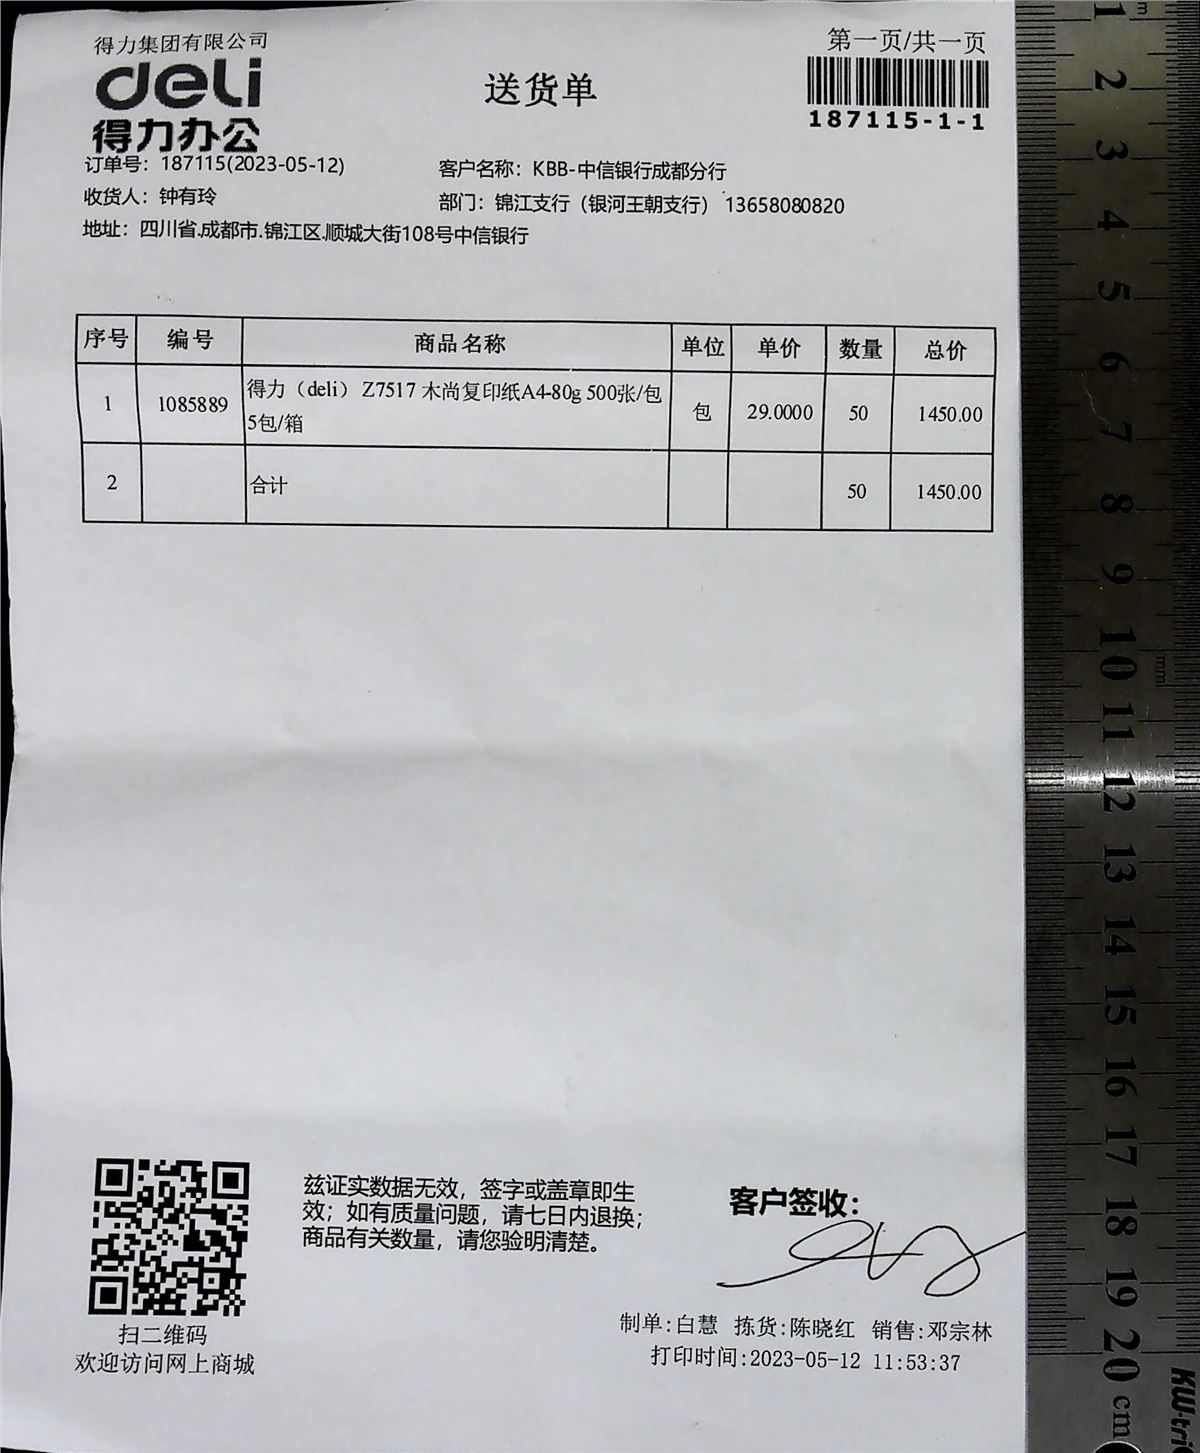 得力集团有限公司
第一页/共一页
deli
得力办公
送货单
187115-1-1
订单号：187115(2023-05-12)
客户名称：KBB-中信银行成都分行
收货人：钟有玲
部门：锦江支行（银河王朝支行） 13658080820
地址：四川省.成都市.锦江区.顺城大街108号中信银行
序号 编号 商品名称 单位 单价 数量 总价
1 1085889 得力（deli） Z7517 木尚复印纸A4-80g 500张/包 包 29.0000 50 1450.00
5包/箱
2 合计 50 1450.00
兹证实数据无效，签字或盖章即生
效；如有质量问题，请七日内退换；
商品有关数量，请您验明清楚。
客户签收：
扫二维码
欢迎访问网上商城
制单:白慧 拣货:陈晓红 销售:邓宗林
打印时间:2023-05-12 11:53:37
1 2 3 4 5 6 7 8 9 10 11 12 13 14 15 16 17 18 19 20 cm
mm
KW-tri